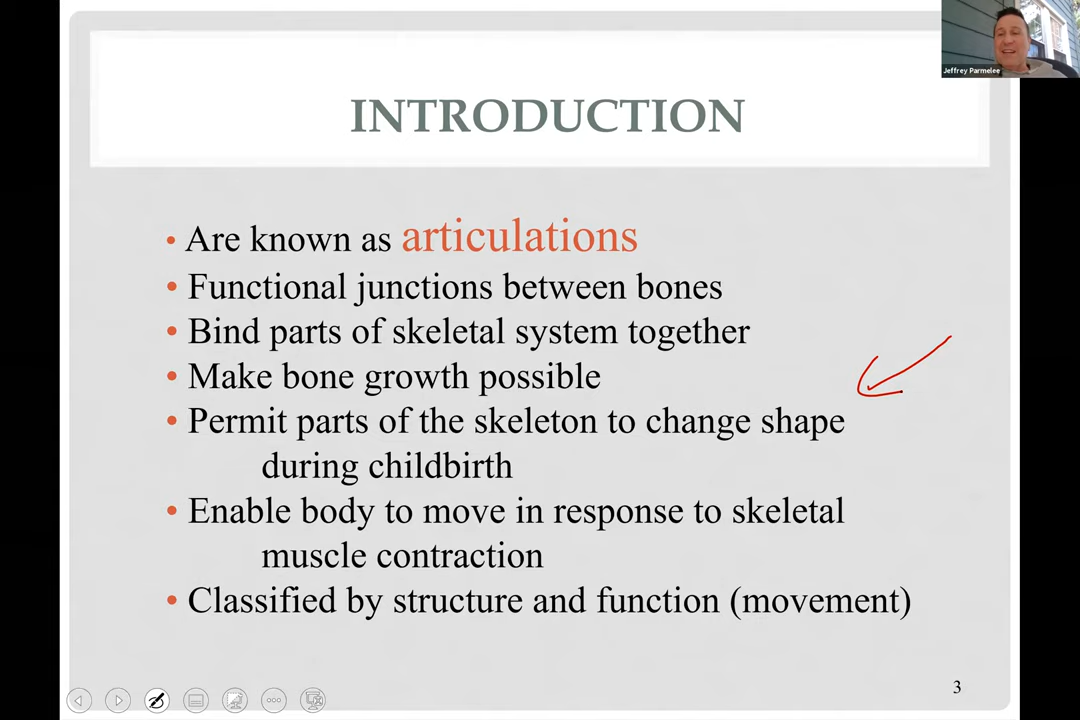 Jeffrey Parmelee
INTRODUCTION
• Are known as articulations
• Functional junctions between bones
• Bind parts of skeletal system together
• Make bone growth possible
• Permit parts of the skeleton to change shape
during childbirth
• Enable body to move in response to skeletal
muscle contraction
• Classified by structure and function (movement)
3